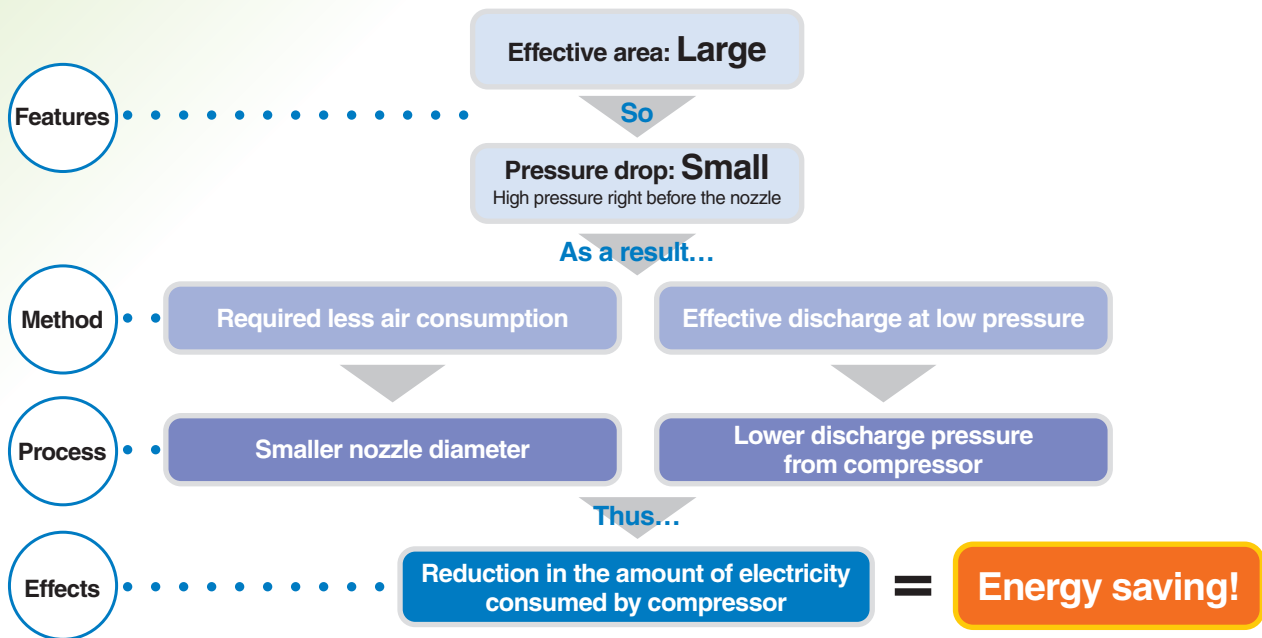 Effective area: Large
Features
So
Pressure drop: Small
High pressure right before the nozzle
As a result…
Method
Required less air consumption
Effective discharge at low pressure
Process
Smaller nozzle diameter
Lower discharge pressure
from compressor
Thus…
Effects
Reduction in the amount of electricity
consumed by compressor
=
Energy saving!